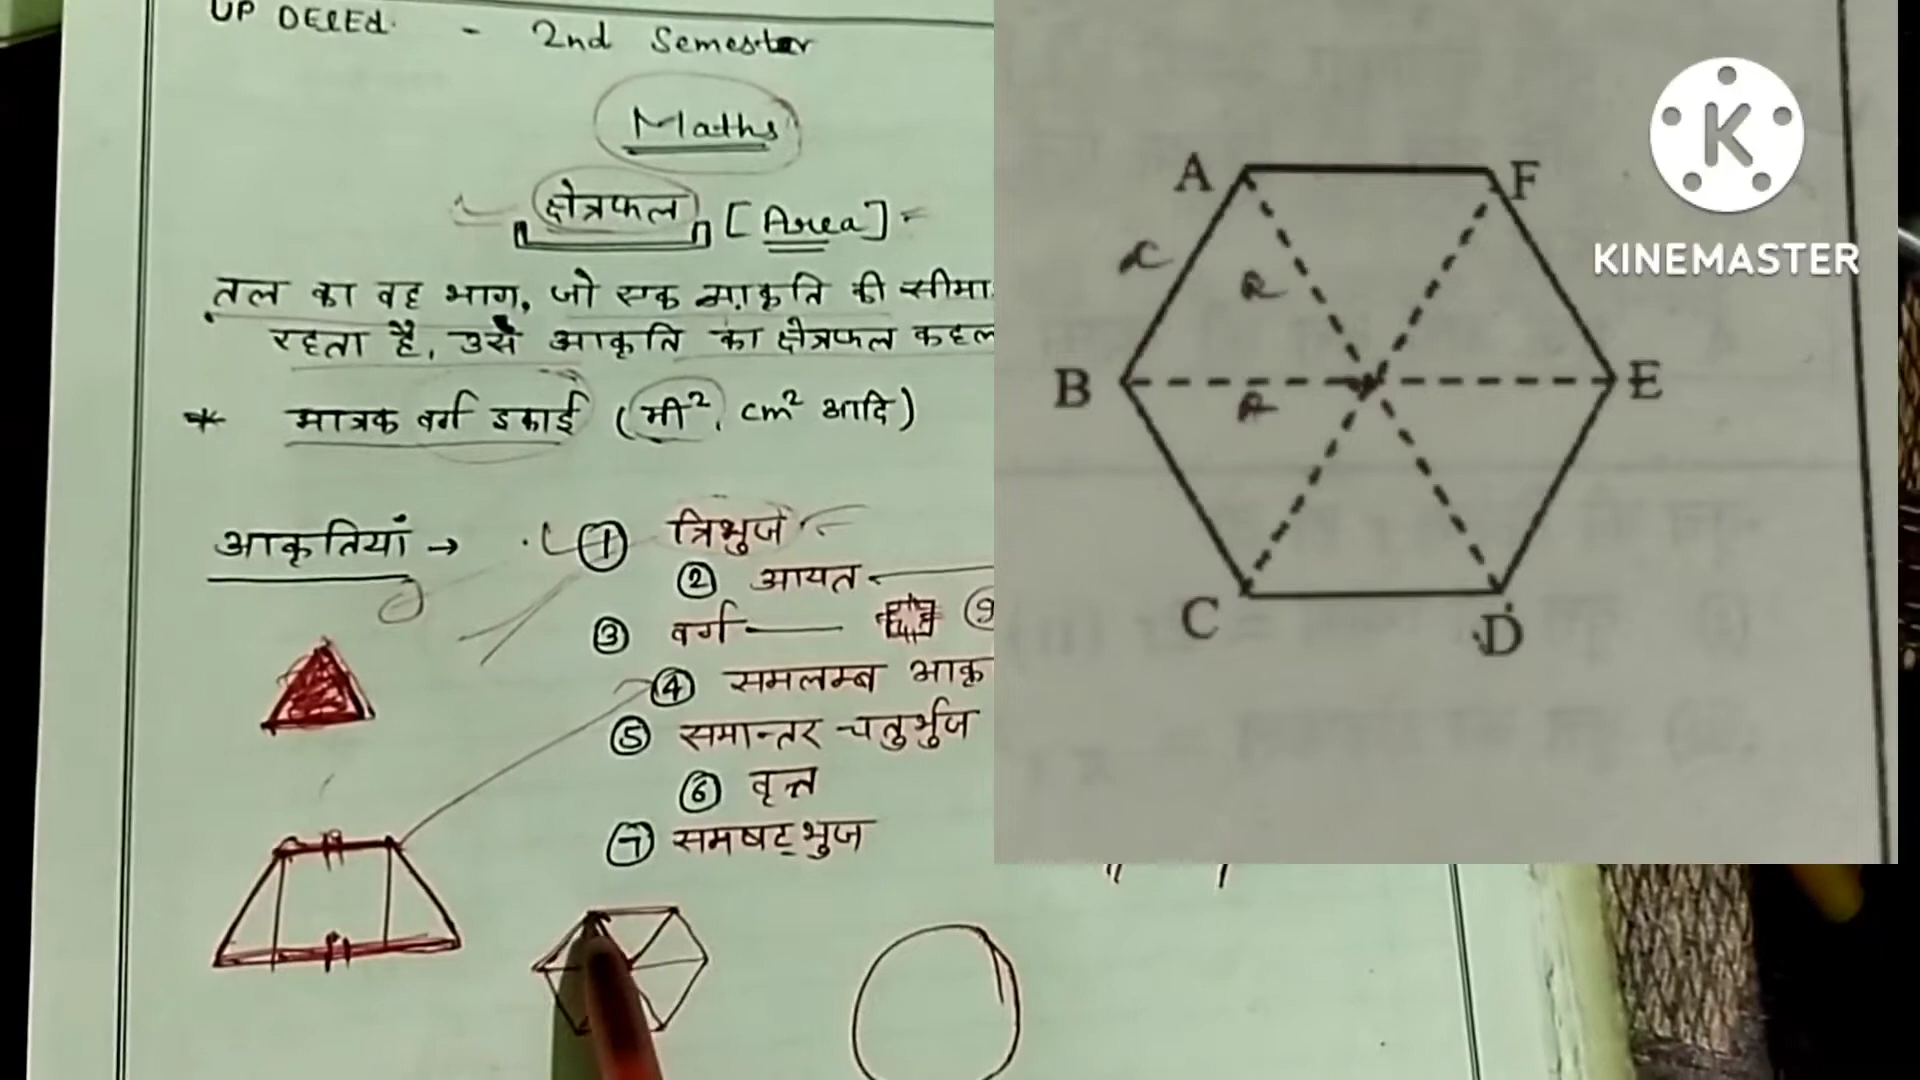 UP DELEd. - 2nd Semester
Maths
क्षेत्रफल [Area] =
तल का वह भाग, जो एक आकृति की सीमा
रहता है, उसे आकृति का क्षेत्रफल कहल
* मात्रक वर्ग इकाई (मी², cm² आदि)
आकृतियाँ → ① त्रिभुज
② आयत
③ वर्ग
④ समलम्ब आकृ
⑤ समान्तर चतुर्भुज
⑥ वृत्त
⑦ समषट्भुज
A F
B E
C D
K
KINEMASTER